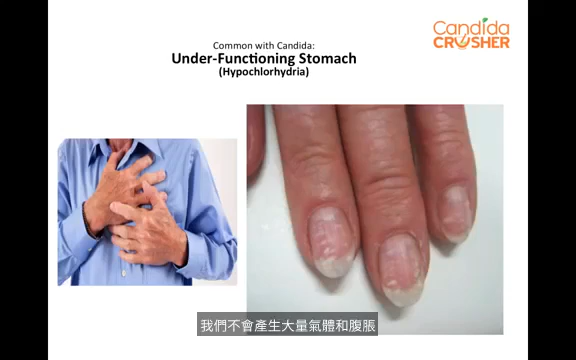 Candida
CRUSHER
Common with Candida:
Under-Functioning Stomach
(Hypochlorhydria)
我們不會產生大量氣體和腹脹